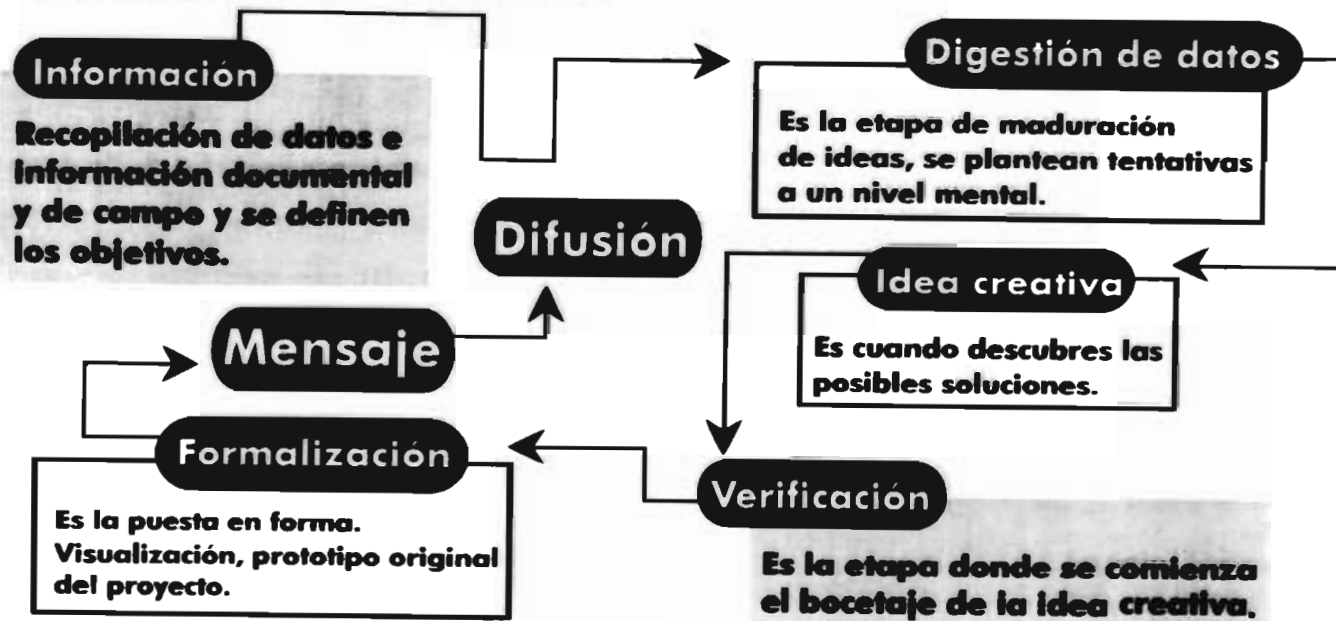 Información
Recopilación de datos e
información documental
y de campo y se definen
los objetivos.
Digestión de datos
Es la etapa de maduración
de ideas, se plantean tentativas
a un nivel mental.
Idea creativa
Es cuando descubres las
posibles soluciones.
Verificación
Es la etapa donde se comienza
el bocetaje de la idea creativa.
Formalización
Es la puesta en forma.
Visualización, prototipo original
del proyecto.
Mensaje
Difusión